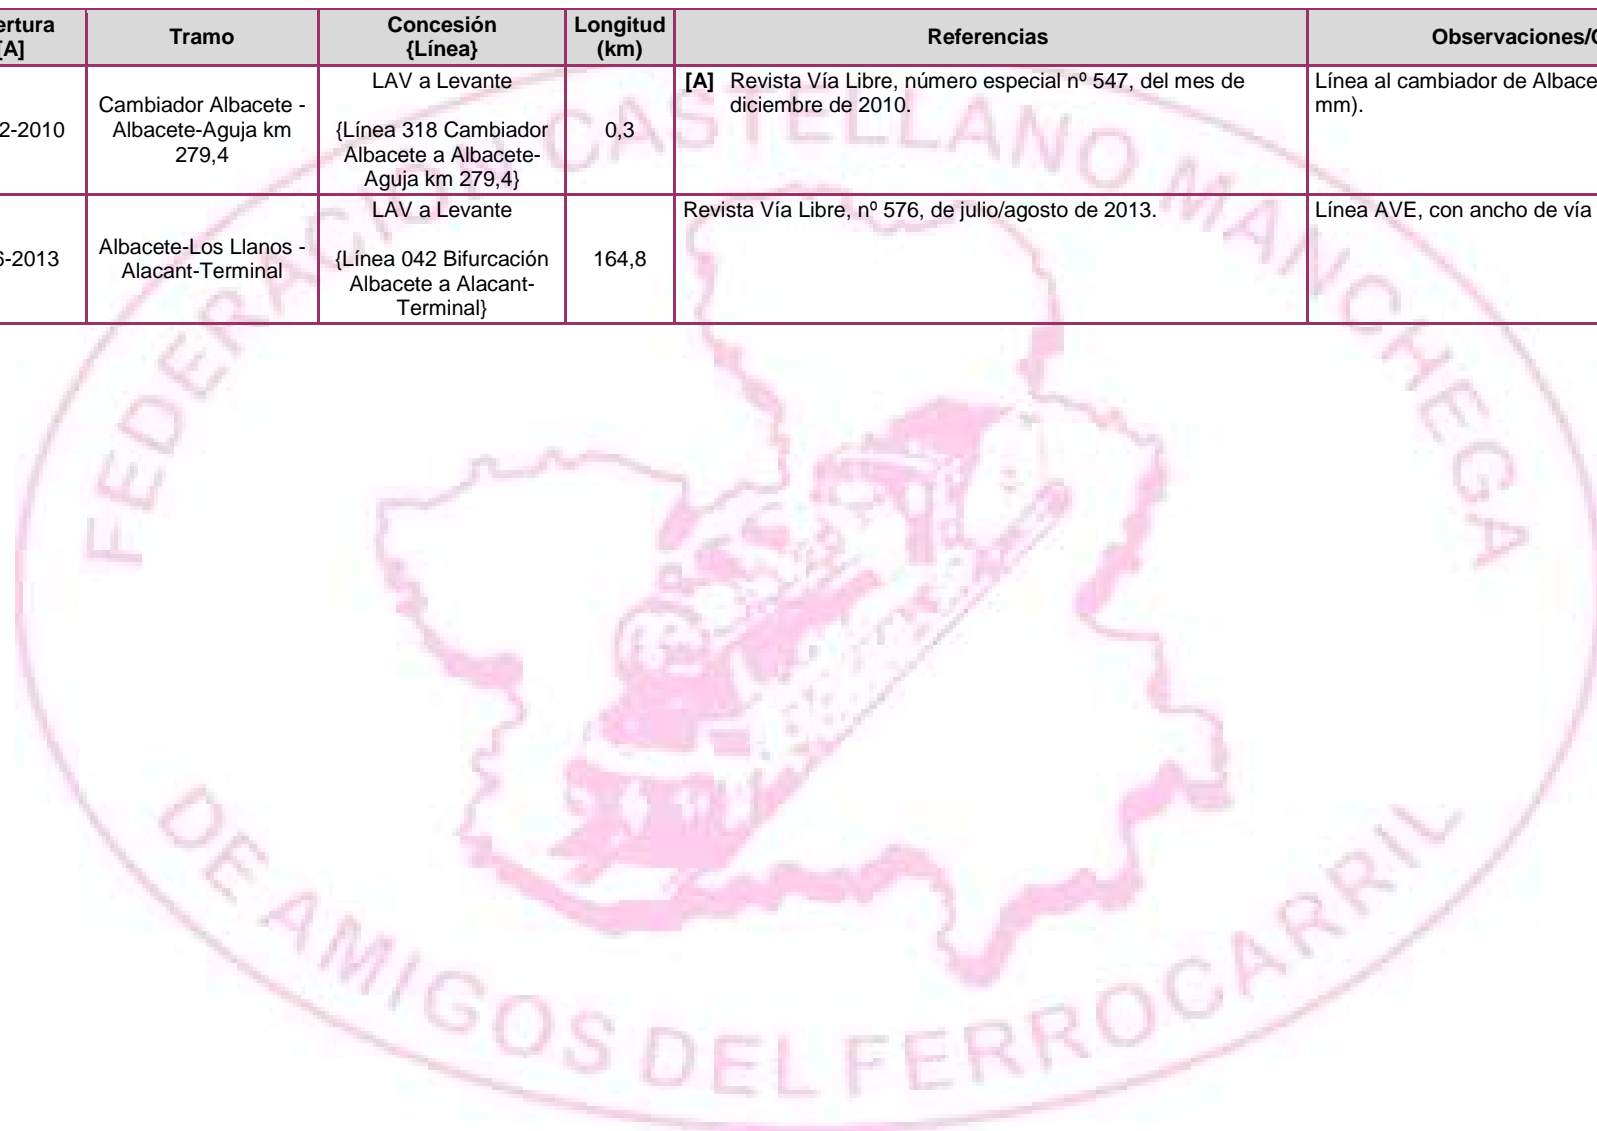 ertura
[A]
Tramo
Concesión
{Línea}
Longitud
(km)
Referencias
Observaciones/
2-2010
Cambiador Albacete -
Albacete-Aguja km
279,4
LAV a Levante
{Línea 318 Cambiador
Albacete a Albacete-
Aguja km 279,4}
0,3
[A] Revista Vía Libre, número especial nº 547, del mes de
diciembre de 2010.
Línea al cambiador de Albace
mm).
6-2013
Albacete-Los Llanos -
Alacant-Terminal
LAV a Levante
{Línea 042 Bifurcación
Albacete a Alacant-
Terminal}
164,8
Revista Vía Libre, nº 576, de julio/agosto de 2013.
Línea AVE, con ancho de vía
FEDERACION CASTELLANO MANCHEGA
DE AMIGOS DEL FERROCARRIL